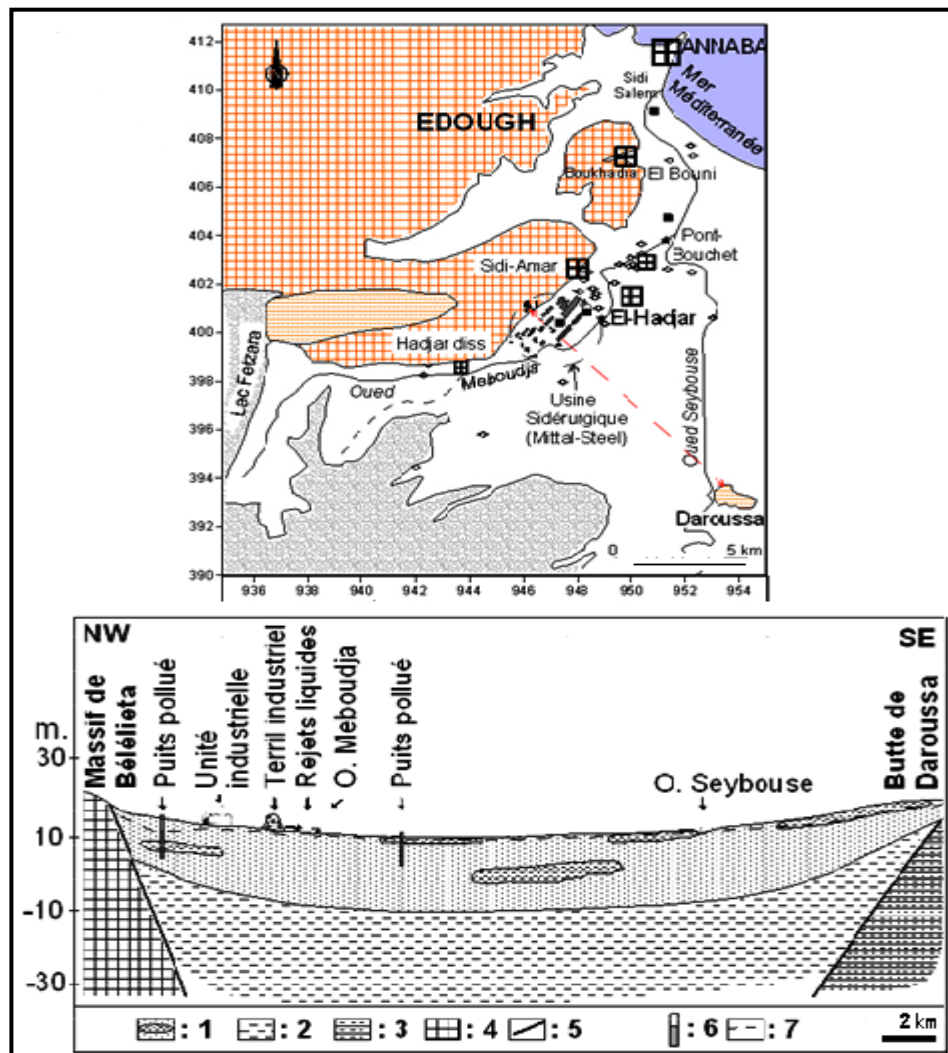 412
410
408
406
404
402
400
398
396
394
392
390
936
938
940
942
944
946
948
950
952
954
N
ANNABA
Mer
Méditerranée
Sidi
Salem
EDOUGH
Boukhadra
El Bouni
Pont-
Bouchet
Sidi-Amar
El-Hadjar
Hadjar diss
Lac Fetzara
Oued
Meboudja
Usine
Sidérurgique
(Mittal-Steel)
Oued Seybouse
Daroussa
0
5 km
NW
SE
Massif de
Bélélieta
Puits pollué
Unité
industrielle
Terril industriel
Rejets liquides
O. Meboudja
Puits pollué
O. Seybouse
Butte de
Daroussa
m.
30
10
-10
-30
: 1
: 2
: 3
: 4
: 5
: 6
: 7
2 km